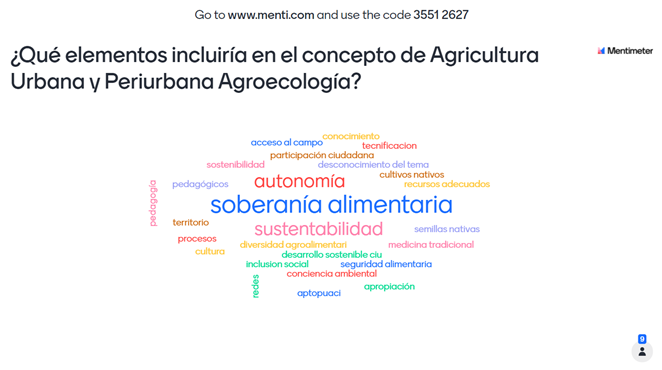 Go to www.menti.com and use the code 3551 2627
¿Qué elementos incluiría en el concepto de Agricultura
Urbana y Periurbana Agroecología?
Mentimeter
conocimiento
acceso al campo
tecnificacion
participación ciudadana
sostenibilidad
desconocimiento del tema
cultivos nativos
pedagogía
pedagógicos
autonomía
recursos adecuados
soberanía alimentaria
territorio
sustentabilidad
semillas nativas
procesos
diversidad agroalimentari
medicina tradicional
cultura
desarrollo sostenible ciu
inclusion social
seguridad alimentaria
conciencia ambiental
redes
apropiación
aptopuaci
9